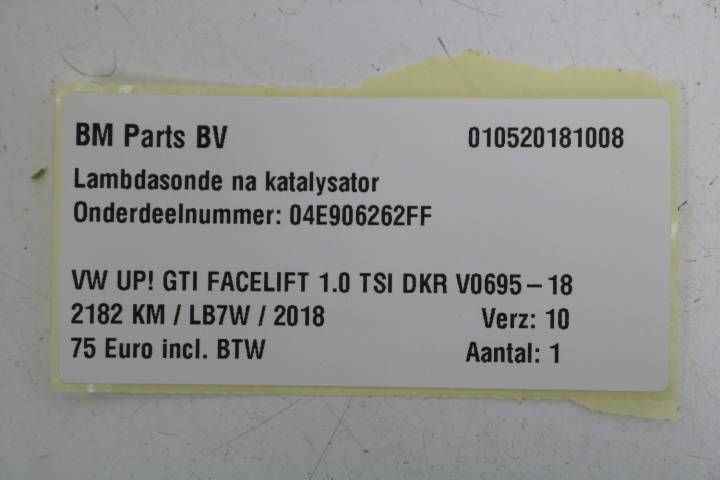 BM Parts BV 010520181008
Lambdasonde na katalysator
Onderdeelnummer: 04E906262FF
VW UP! GTI FACELIFT 1.0 TSI DKR V0695-18
2182 KM / LB7W / 2018 Verz: 10
75 Euro incl. BTW Aantal: 1